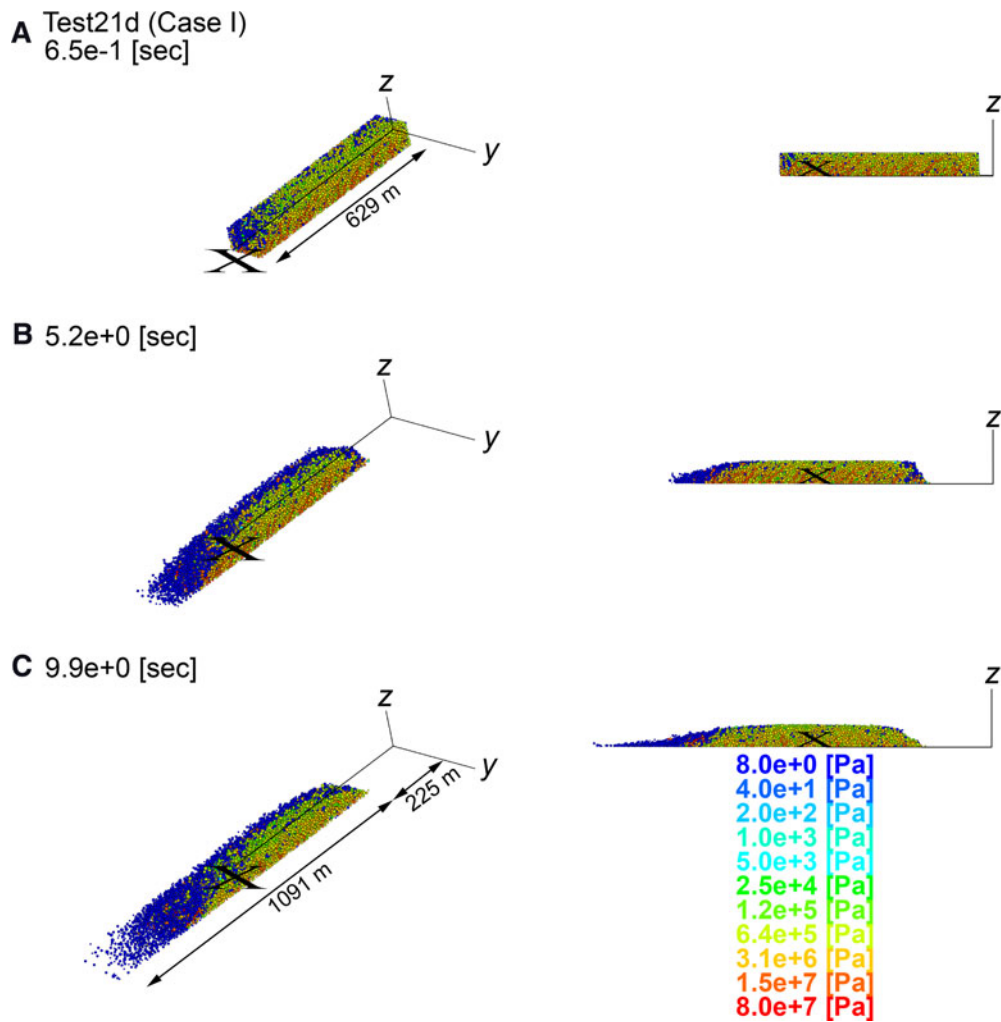 A Test21d (Case I)
6.5e-1 [sec]
z
y
629 m
X
z
X
B 5.2e+0 [sec]
z
y
X
z
X
C 9.9e+0 [sec]
z
y
225 m
1091 m
X
z
X
8.0e+0 [Pa]
4.0e+1 [Pa]
2.0e+2 [Pa]
1.0e+3 [Pa]
5.0e+3 [Pa]
2.5e+4 [Pa]
1.2e+5 [Pa]
6.4e+5 [Pa]
3.1e+6 [Pa]
1.5e+7 [Pa]
8.0e+7 [Pa]